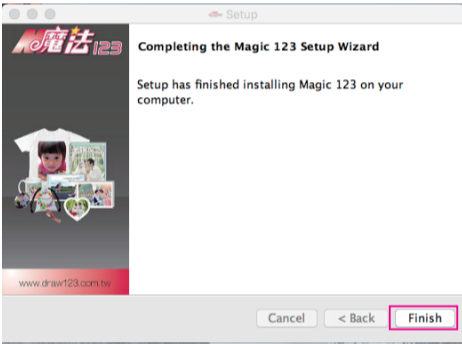 Setup
魔法123
Completing the Magic 123 Setup Wizard
Setup has finished installing Magic 123 on your
computer.
www.draw123.com.tw
Cancel
< Back
Finish